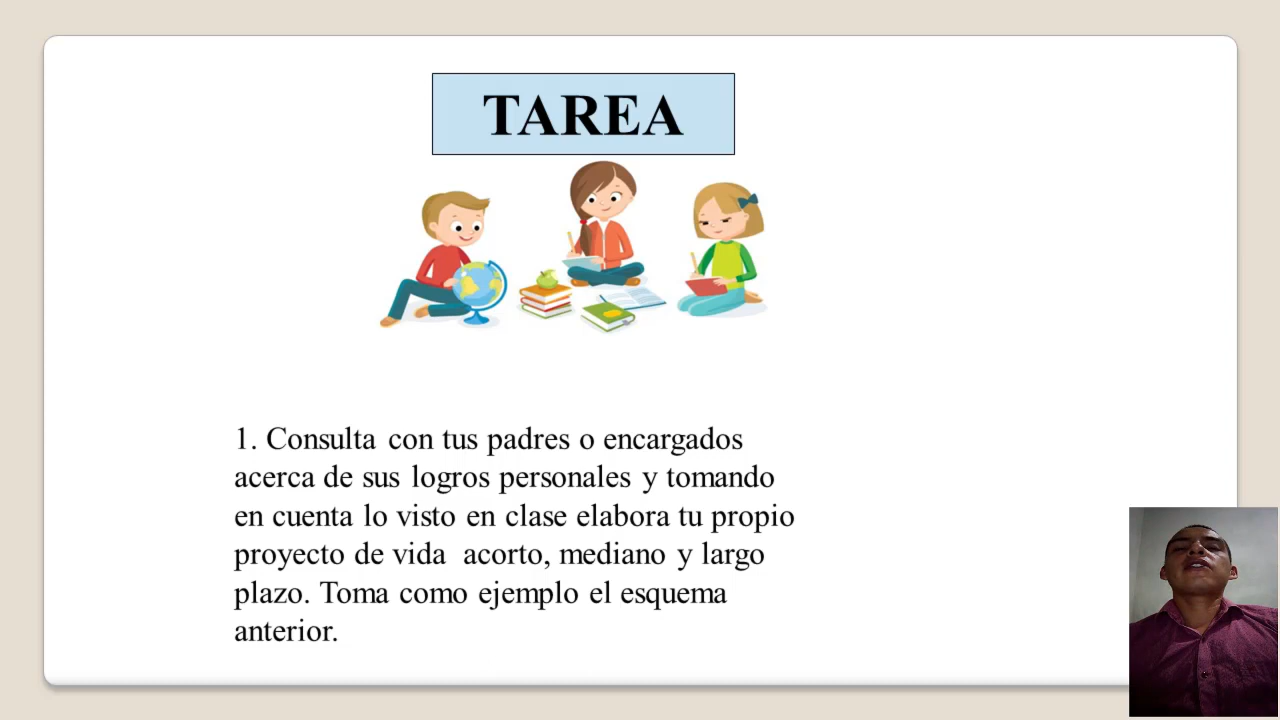 TAREA
1. Consulta con tus padres o encargados
acerca de sus logros personales y tomando
en cuenta lo visto en clase elabora tu propio
proyecto de vida acorto, mediano y largo
plazo. Toma como ejemplo el esquema
anterior.